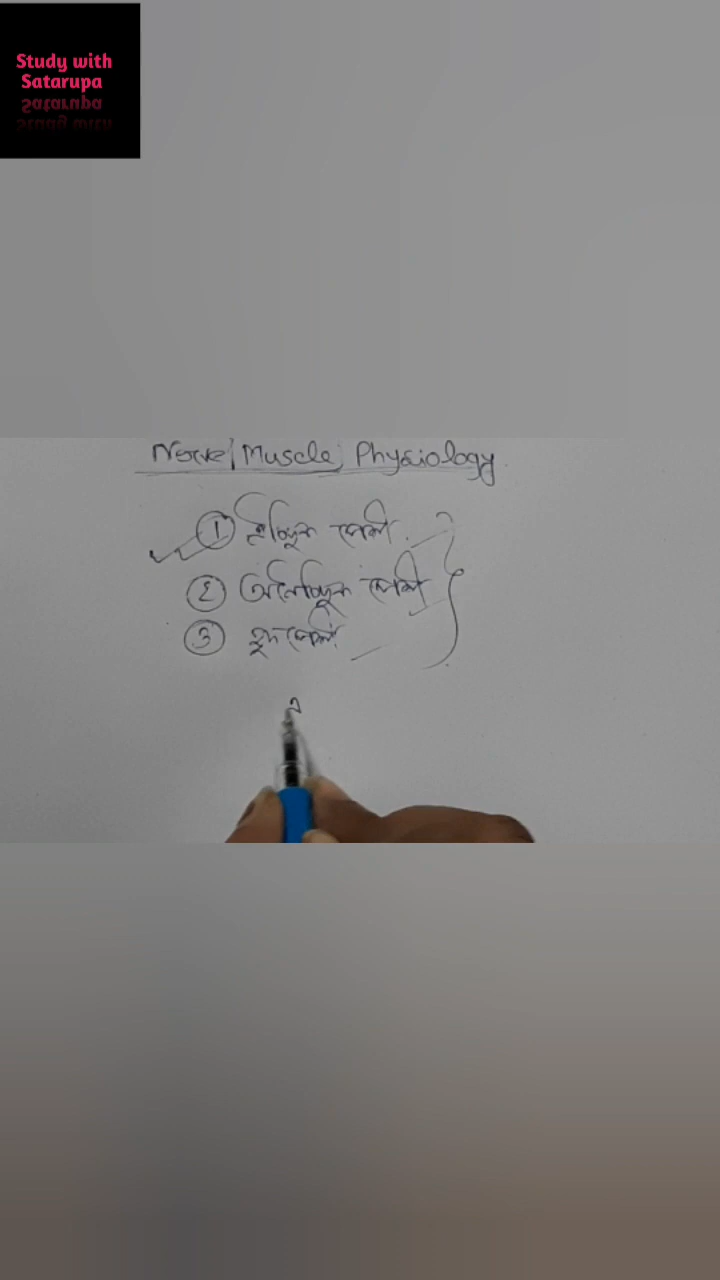 Study with
Satarupa
Nerve/Muscle/Physiology
① ঐচ্ছিক পেশী.
② অনৈচ্ছিক পেশী
③ হৃদপেশী